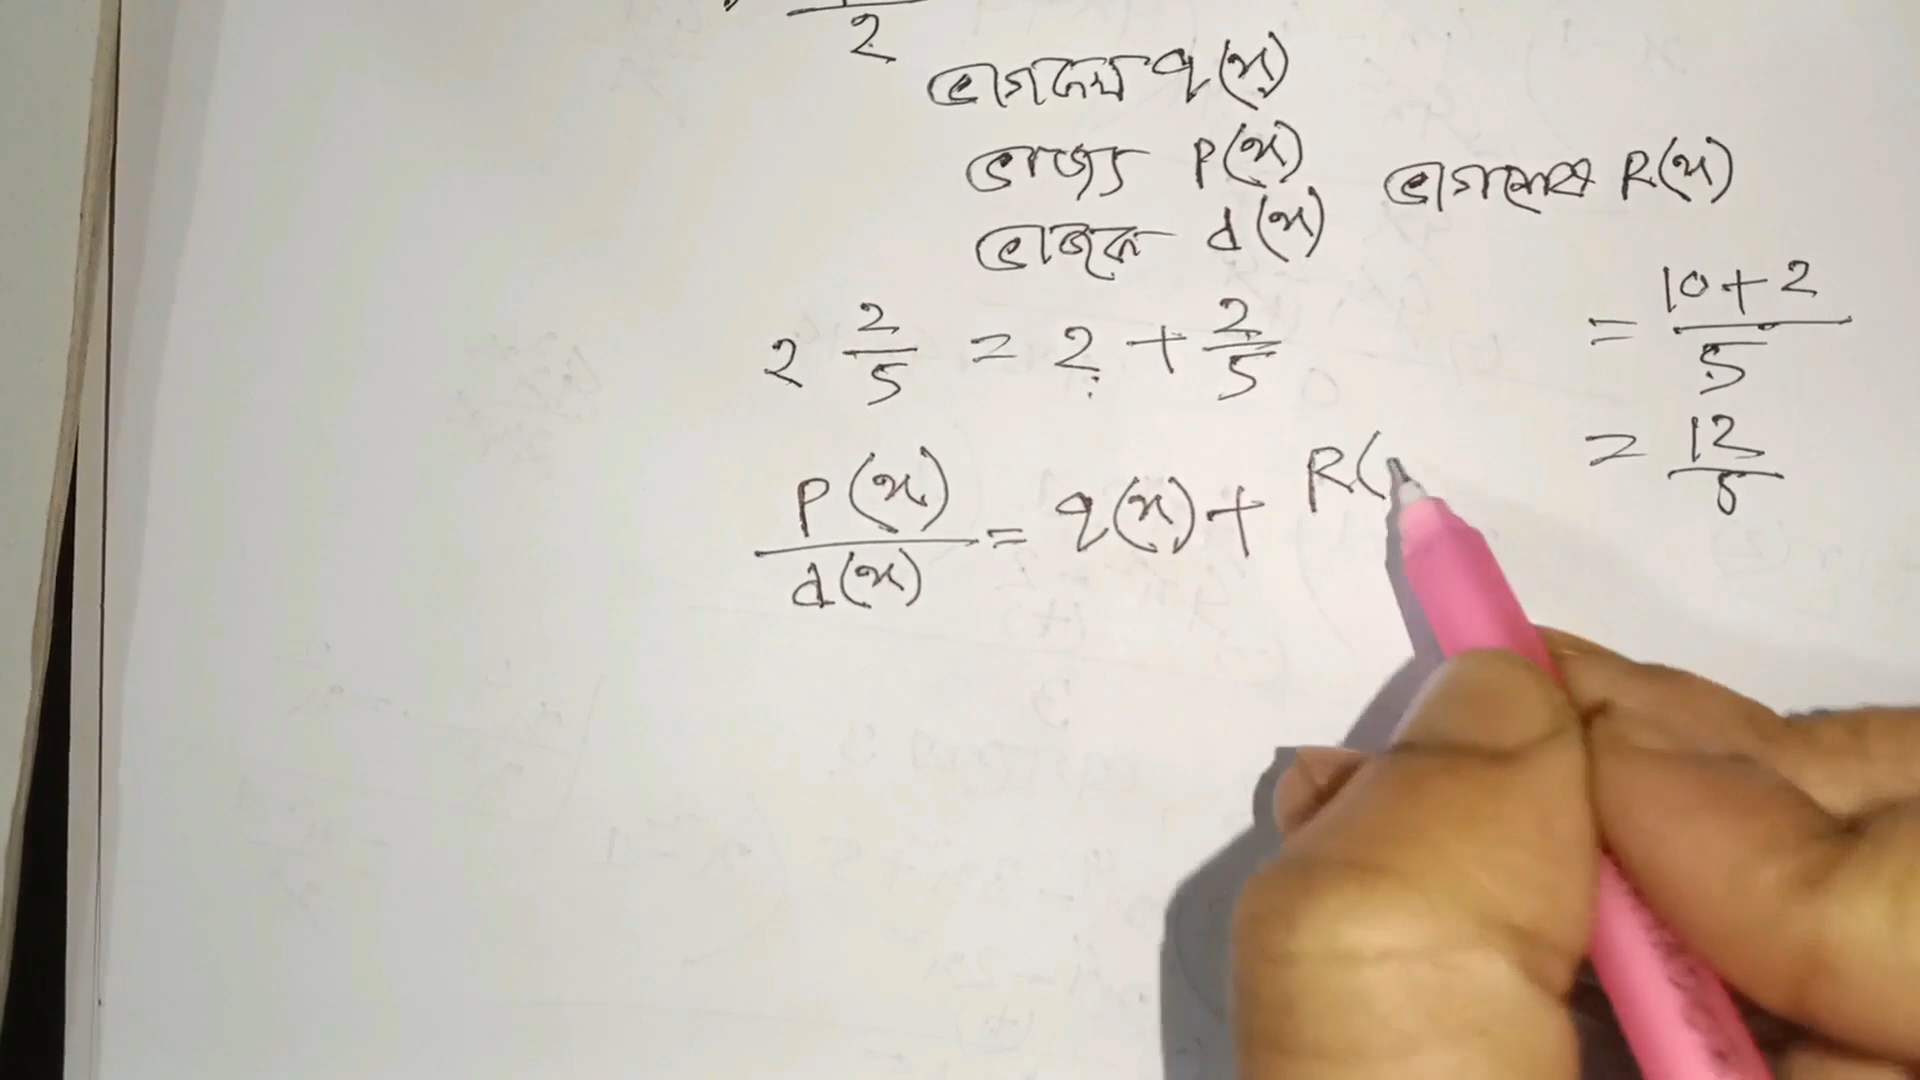 2
ভাগফল q(x)
ভাজ্য P(x)
ভাগশেষ R(x)
ভাজক d(x)
2 2/5 = 2 + 2/5
= 10+2/5
= 12/5
P(x)/d(x) = q(x) + R(